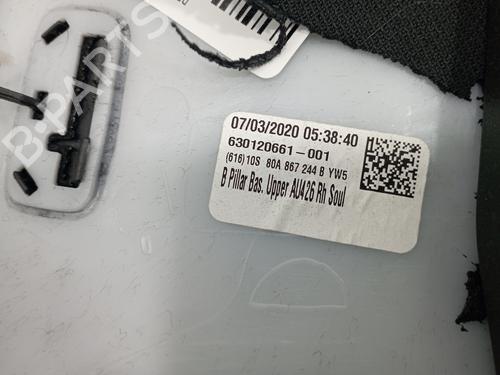 07/03/2020 05:38:40
630120661-001
(616)10S 80A 867 244 B YW5
B Pillar Bas. Upper AU426 Rh Soul
B-PARTS